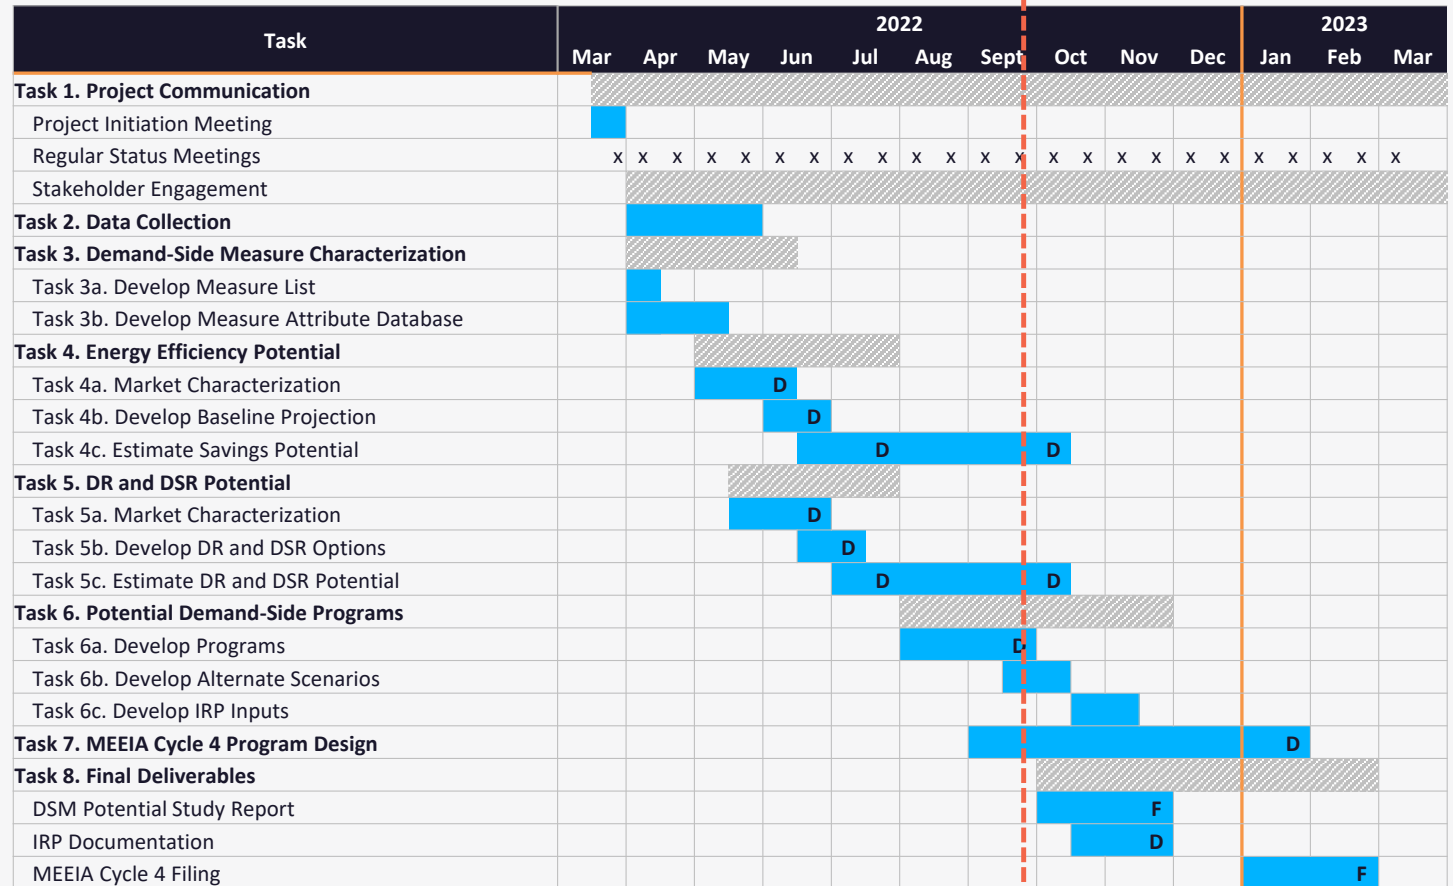 Task
2022
2023
Mar Apr May Jun Jul Aug Sept Oct Nov Dec Jan Feb Mar
Task 1. Project Communication
Project Initiation Meeting
Regular Status Meetings x x x x x x x x x x x x x x x x x x x x x x x x
Stakeholder Engagement
Task 2. Data Collection
Task 3. Demand-Side Measure Characterization
Task 3a. Develop Measure List
Task 3b. Develop Measure Attribute Database
Task 4. Energy Efficiency Potential
Task 4a. Market Characterization D
Task 4b. Develop Baseline Projection D
Task 4c. Estimate Savings Potential D D
Task 5. DR and DSR Potential
Task 5a. Market Characterization D
Task 5b. Develop DR and DSR Options D
Task 5c. Estimate DR and DSR Potential D D
Task 6. Potential Demand-Side Programs
Task 6a. Develop Programs D
Task 6b. Develop Alternate Scenarios
Task 6c. Develop IRP Inputs
Task 7. MEEIA Cycle 4 Program Design D
Task 8. Final Deliverables
DSM Potential Study Report F
IRP Documentation D
MEEIA Cycle 4 Filing F